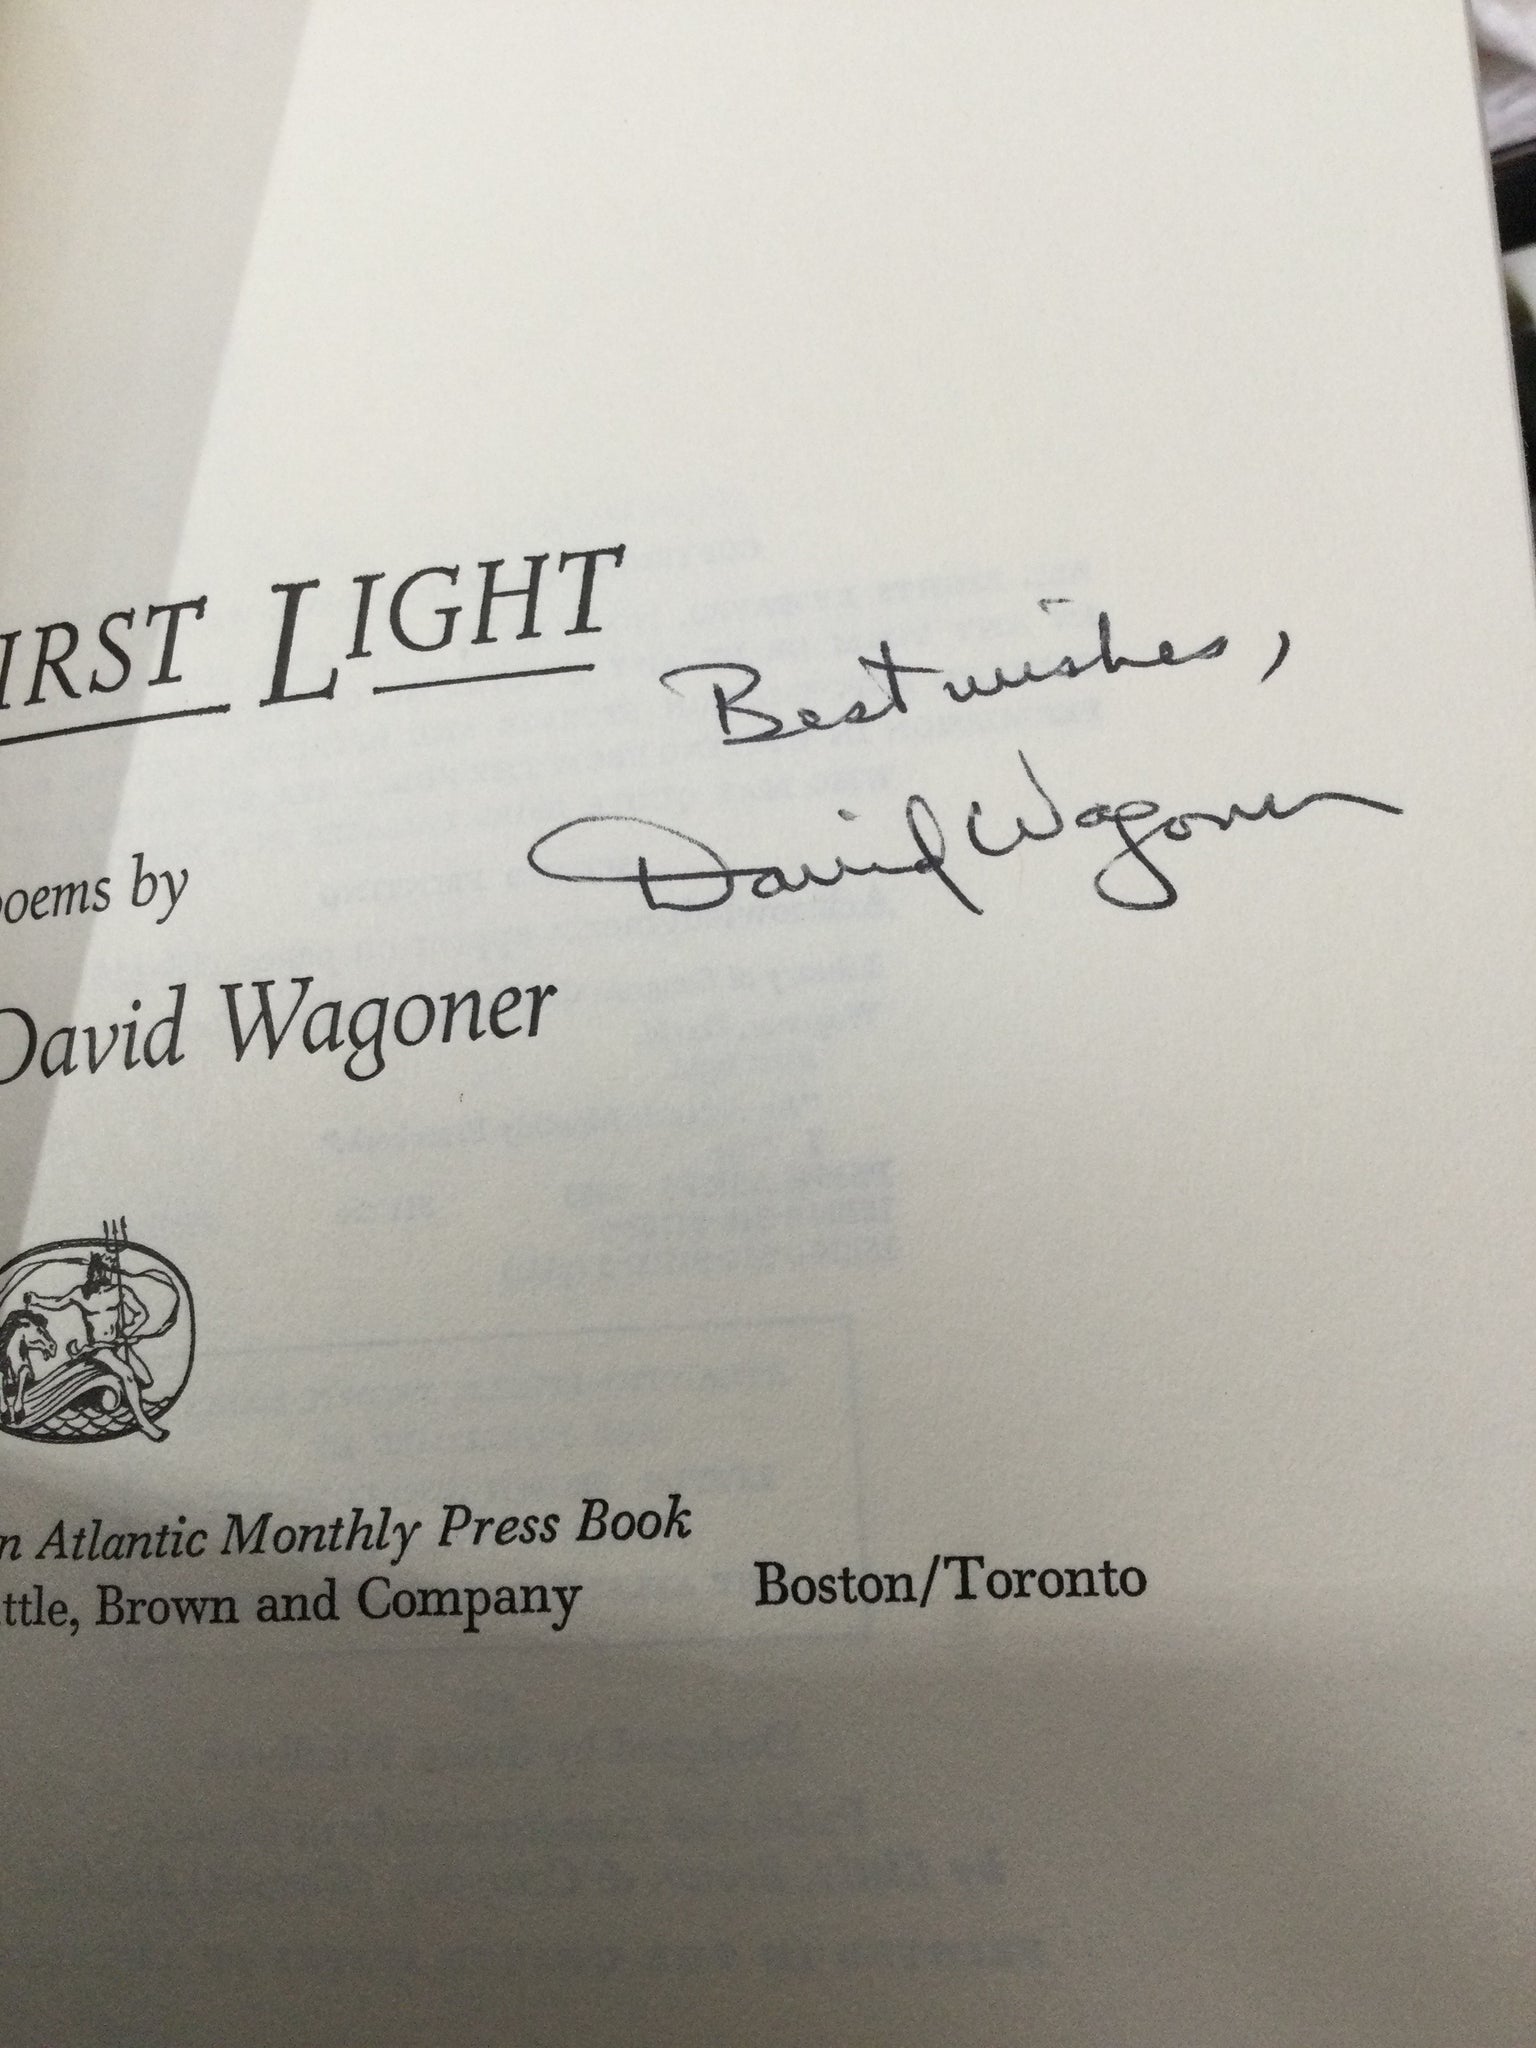 IRST LIGHT
Best wishes,
David Wagoner
poems by
David Wagoner
n Atlantic Monthly Press Book
ttle, Brown and Company Boston/Toronto